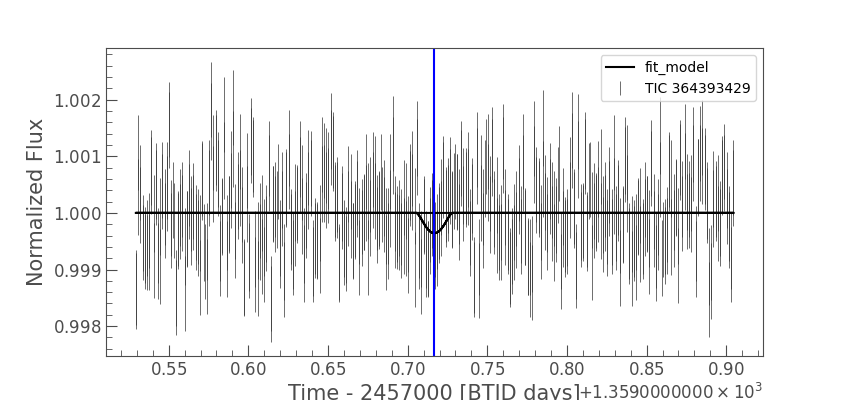 fit_model
TIC 364393429
1.002
1.001
1.000
0.999
0.998
Normalized Flux
0.55 0.60 0.65 0.70 0.75 0.80 0.85 0.90
Time - 2457000 [BTJD days]
+1.3590000000 × 10³